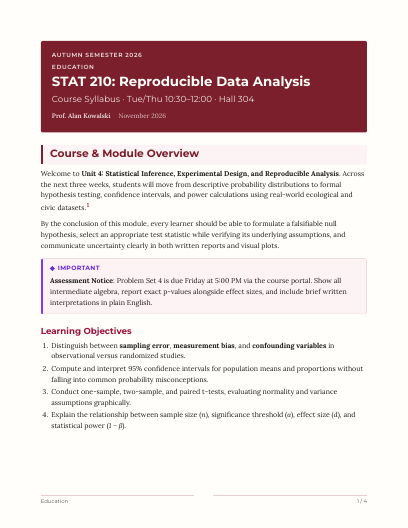 AUTUMN SEMESTER 2026
EDUCATION
STAT 210: Reproducible Data Analysis
Course Syllabus · Tue/Thu 10:30–12:00 · Hall 304
Prof. Alan Kowalski November 2026
Course & Module Overview
Welcome to Unit 4: Statistical Inference, Experimental Design, and Reproducible Analysis. Across
the next three weeks, students will move from descriptive probability distributions to formal
hypothesis testing, confidence intervals, and power calculations using real-world ecological and
civic datasets.1
By the conclusion of this module, every learner should be able to formulate a falsifiable null
hypothesis, select an appropriate test statistic while verifying its underlying assumptions, and
communicate uncertainty clearly in both written reports and visual plots.
◆ IMPORTANT
Assessment Notice: Problem Set 4 is due Friday at 5:00 PM via the course portal. Show all
intermediate algebra, report exact p-values alongside effect sizes, and include brief written
interpretations in plain English.
Learning Objectives
1. Distinguish between sampling error, measurement bias, and confounding variables in
observational versus randomized studies.
2. Compute and interpret 95% confidence intervals for population means and proportions without
falling into common probability misconceptions.
3. Conduct one-sample, two-sample, and paired t-tests, evaluating normality and variance
assumptions graphically.
4. Explain the relationship between sample size (n), significance threshold (α), effect size (d), and
statistical power (1 − β).
Education 1 / 4